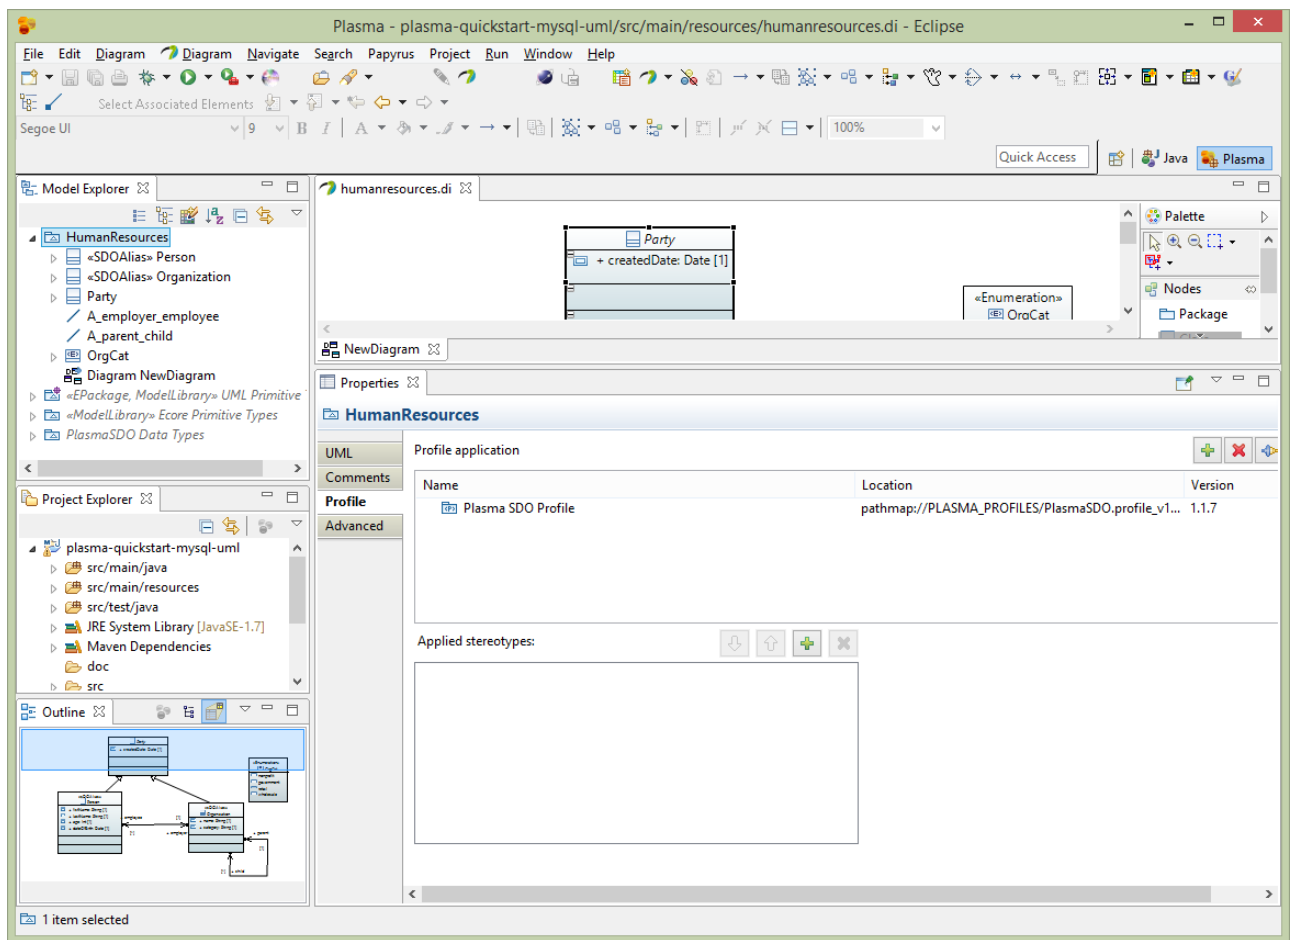 Plasma - plasma-quickstart-mysql-uml/src/main/resources/humanresources.di - Eclipse
File Edit Diagram Diagram Navigate Search Papyrus Project Run Window Help
Select Associated Elements
Segoe UI 9 B I A 100%
Quick Access Java Plasma
Model Explorer
HumanResources
«SDOAlias» Person
«SDOAlias» Organization
Party
A_employer_employee
A_parent_child
OrgCat
Diagram NewDiagram
«EPackage, ModelLibrary» UML Primitive
«ModelLibrary» Ecore Primitive Types
PlasmaSDO Data Types
Project Explorer
plasma-quickstart-mysql-uml
src/main/java
src/main/resources
src/test/java
JRE System Library [JavaSE-1.7]
Maven Dependencies
doc
src
Outline
humanresources.di
Party
+ createdDate: Date [1]
«Enumeration»
OrgCat
Palette
Nodes
Package
NewDiagram
Properties
HumanResources
UML
Comments
Profile
Advanced
Profile application
Name Location Version
Plasma SDO Profile pathmap://PLASMA_PROFILES/PlasmaSDO.profile_v1... 1.1.7
Applied stereotypes:
1 item selected